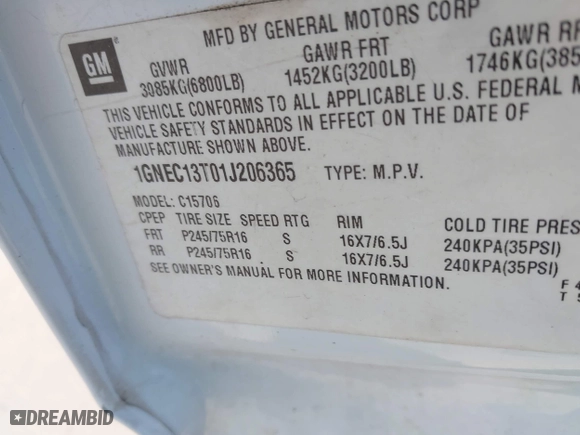 MFD BY GENERAL MOTORS CORP
GM
GVWR GAWR FRT GAWR RR
3085KG(6800LB) 1452KG(3200LB) 1746KG(385
THIS VEHICLE CONFORMS TO ALL APPLICABLE U.S. FEDERAL M
VEHICLE SAFETY STANDARDS IN EFFECT ON THE DATE OF
MANUFACTURE SHOWN ABOVE.
1GNEC13T01J206365 TYPE: M.P.V.
MODEL: C15706
CPEP TIRE SIZE SPEED RTG RIM COLD TIRE PRES
FRT P245/75R16 S 16X7/6.5J 240KPA(35PSI)
RR P245/75R16 S 16X7/6.5J 240KPA(35PSI)
SEE OWNER'S MANUAL FOR MORE INFORMATION.
F 4
T 5
DREAMBID